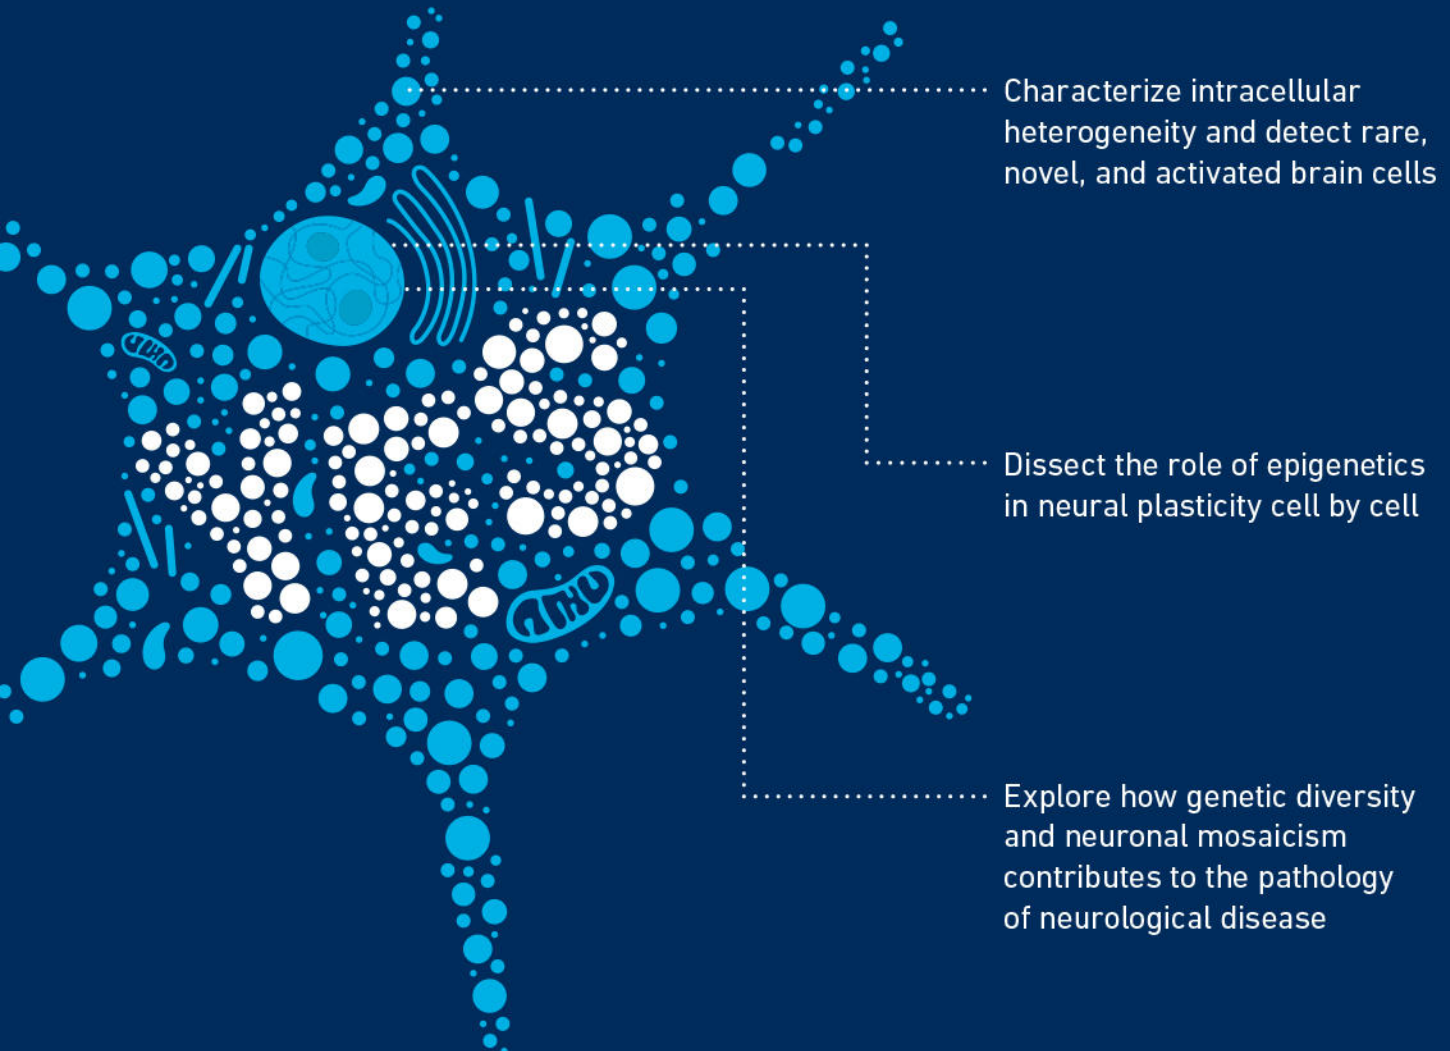 YES
Characterize intracellular
heterogeneity and detect rare,
novel, and activated brain cells
Dissect the role of epigenetics
in neural plasticity cell by cell
Explore how genetic diversity
and neuronal mosaicism
contributes to the pathology
of neurological disease